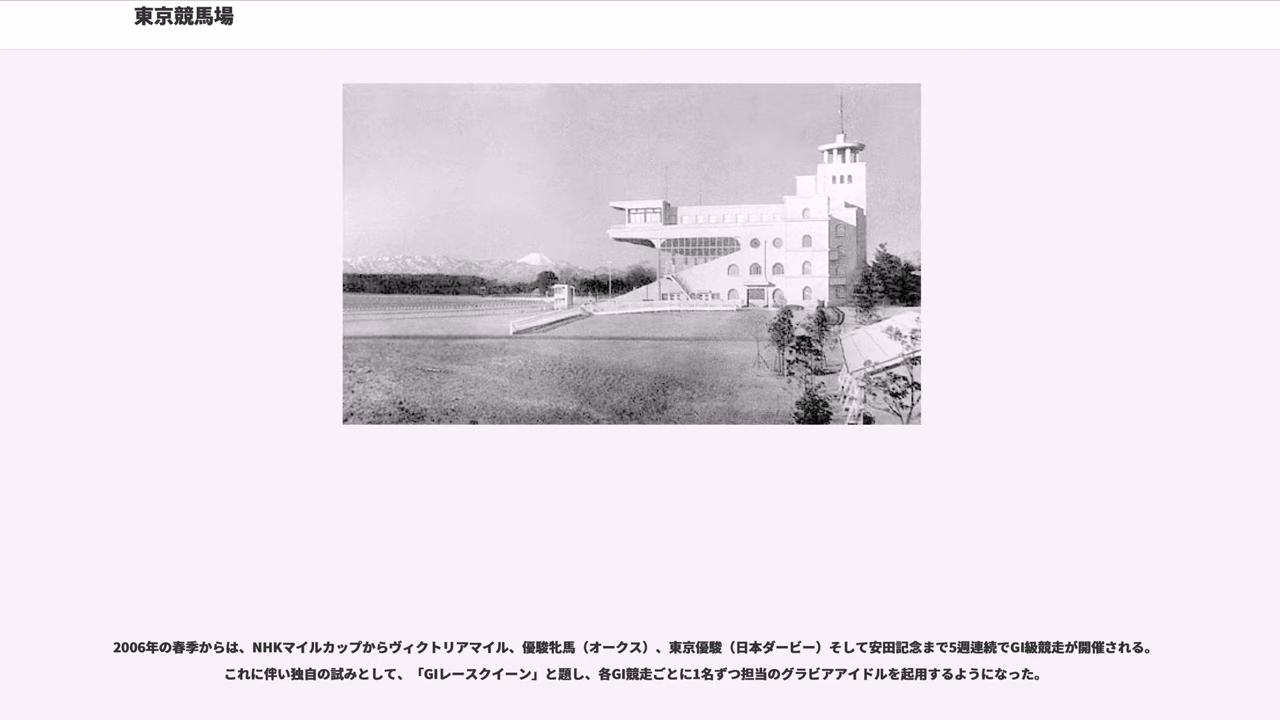 東京競馬場
2006年の春季からは、NHKマイルカップからヴィクトリアマイル、優駿牝馬（オークス）、東京優駿（日本ダービー）そして安田記念まで5週連続でGI級競走が開催される。
これに伴い独自の試みとして、「GIレースクイーン」と題し、各GI競走ごとに1名ずつ担当のグラビアアイドルを起用するようになった。